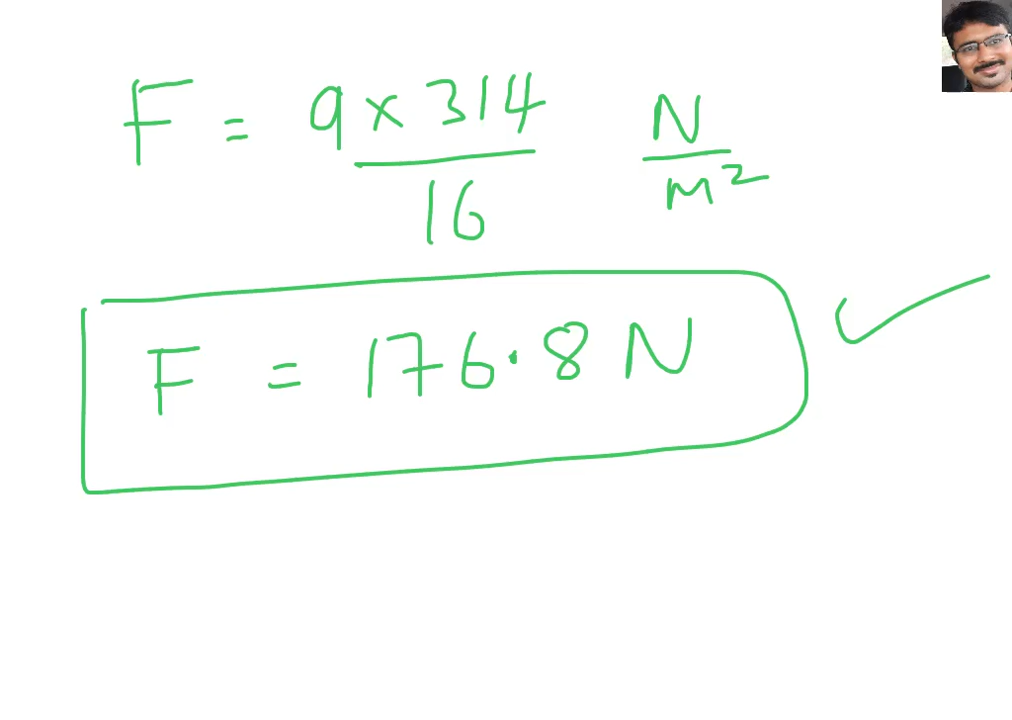 F = 9 x 314 N
16 m²
F = 176.8 N